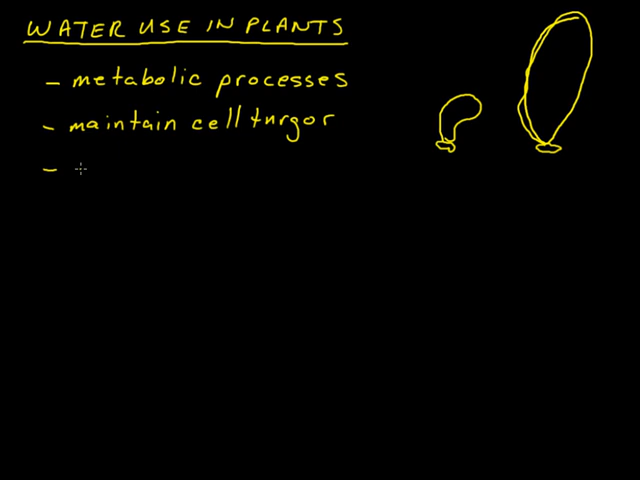 WATER USE IN PLANTS
- metabolic processes
- maintain cell turgor
-